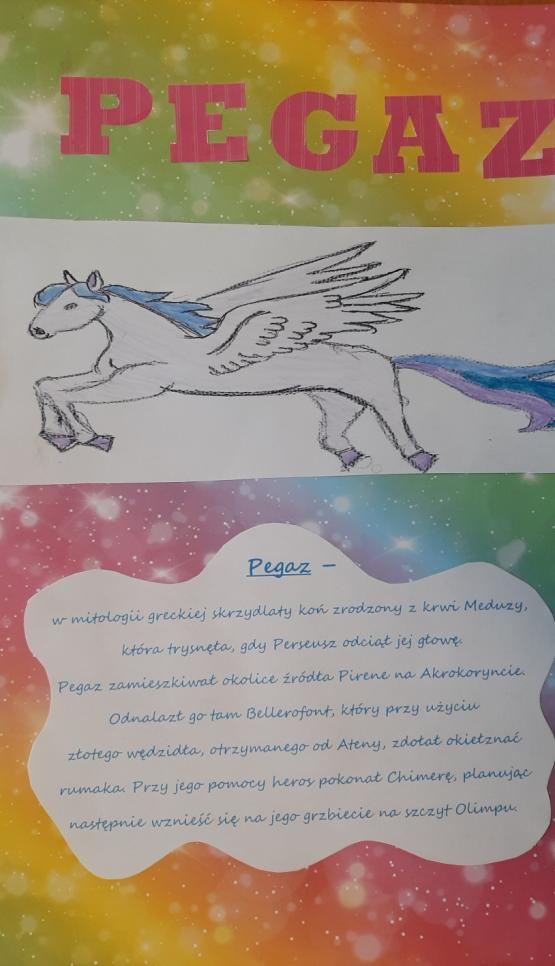 PEGAZ
Pegaz –
w mitologii greckiej skrzydlaty koń zrodzony z krwi Meduzy,
która trysnęła, gdy Perseusz odciął jej głowę.
Pegaz zamieszkiwał okolice źródła Pirene na Akrokoryncie.
Odnalazł go tam Bellerofont, który przy użyciu
złotego wędzidła, otrzymanego od Ateny, zdołał okiełznać
rumaka. Przy jego pomocy heros pokonał Chimerę, planując
następnie wznieść się na jego grzbiecie na szczyt Olimpu.